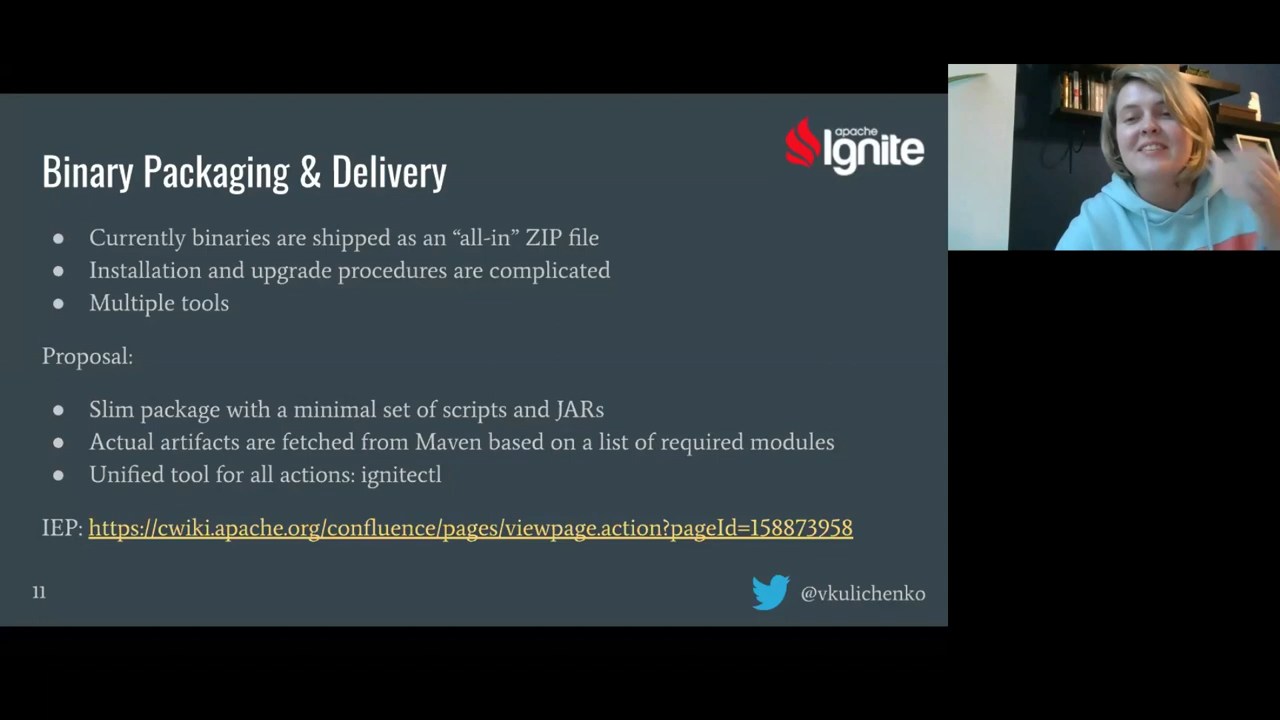 apache
Ignite
Binary Packaging & Delivery
● Currently binaries are shipped as an “all-in” ZIP file
● Installation and upgrade procedures are complicated
● Multiple tools
Proposal:
● Slim package with a minimal set of scripts and JARs
● Actual artifacts are fetched from Maven based on a list of required modules
● Unified tool for all actions: ignitectl
IEP: https://cwiki.apache.org/confluence/pages/viewpage.action?pageId=158873958
11
@vkulichenko